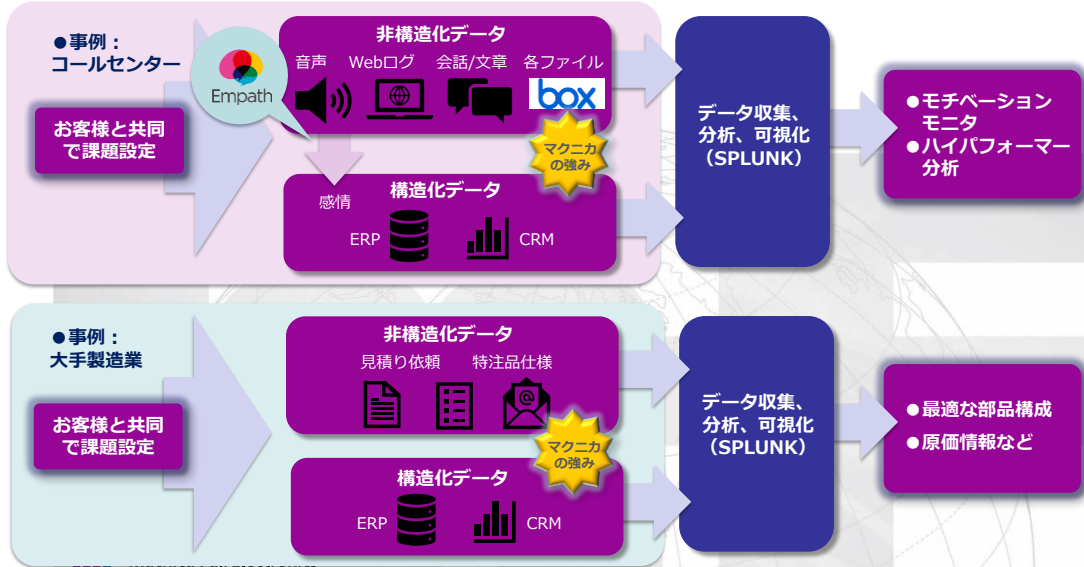 ●事例：
コールセンター
お客様と共同
で課題設定
Empath
非構造化データ
音声 Webログ 会話/文章 各ファイル
box
マクニカ
の強み
構造化データ
感情
ERP CRM
データ収集、
分析、可視化
（SPLUNK）
●モチベーション
モニタ
●ハイパフォーマー
分析
●事例：
大手製造業
お客様と共同
で課題設定
非構造化データ
見積り依頼 特注品仕様
マクニカ
の強み
構造化データ
ERP CRM
データ収集、
分析、可視化
（SPLUNK）
●最適な部品構成
●原価情報など